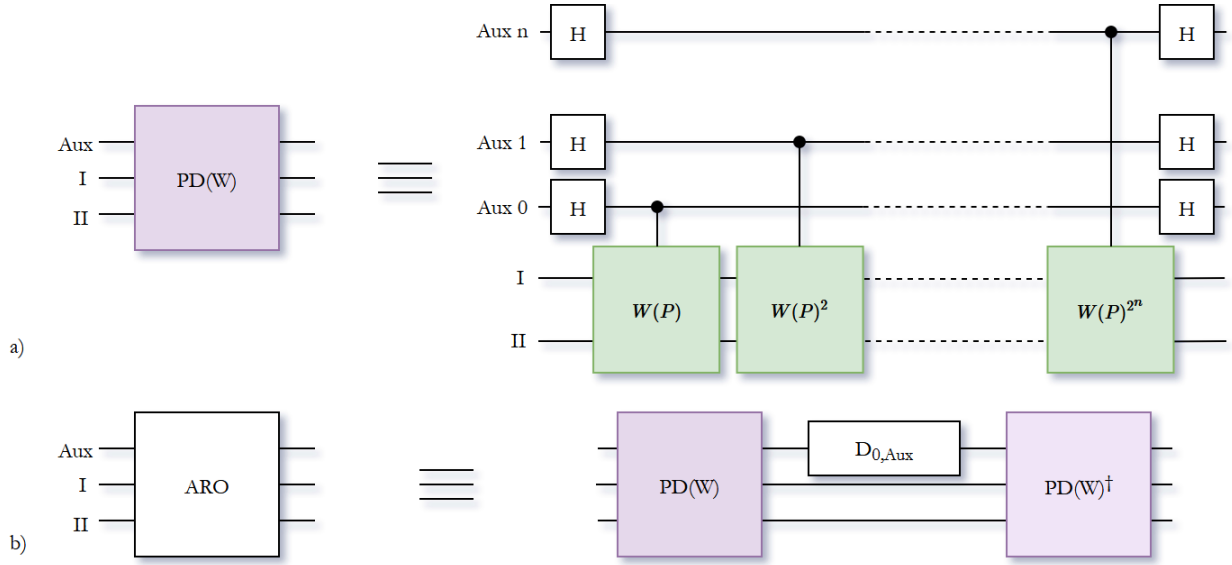 Aux n
H
H
Aux
I
II
PD(W)
Aux 1
H
H
Aux 0
H
H
I
II
W(P)
W(P)^2
W(P)^{2^n}
a)
Aux
I
II
ARO
PD(W)
D_{0,Aux}
PD(W)^†
b)